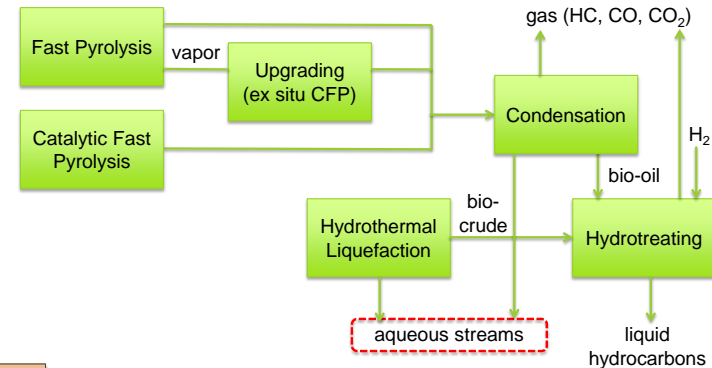 gas (HC, CO, CO₂)
Fast Pyrolysis
vapor
Upgrading
(ex situ CFP)
Condensation
Catalytic Fast
Pyrolysis
H₂
bio-oil
bio-
crude
Hydrothermal
Liquefaction
Hydrotreating
aqueous streams
liquid
hydrocarbons